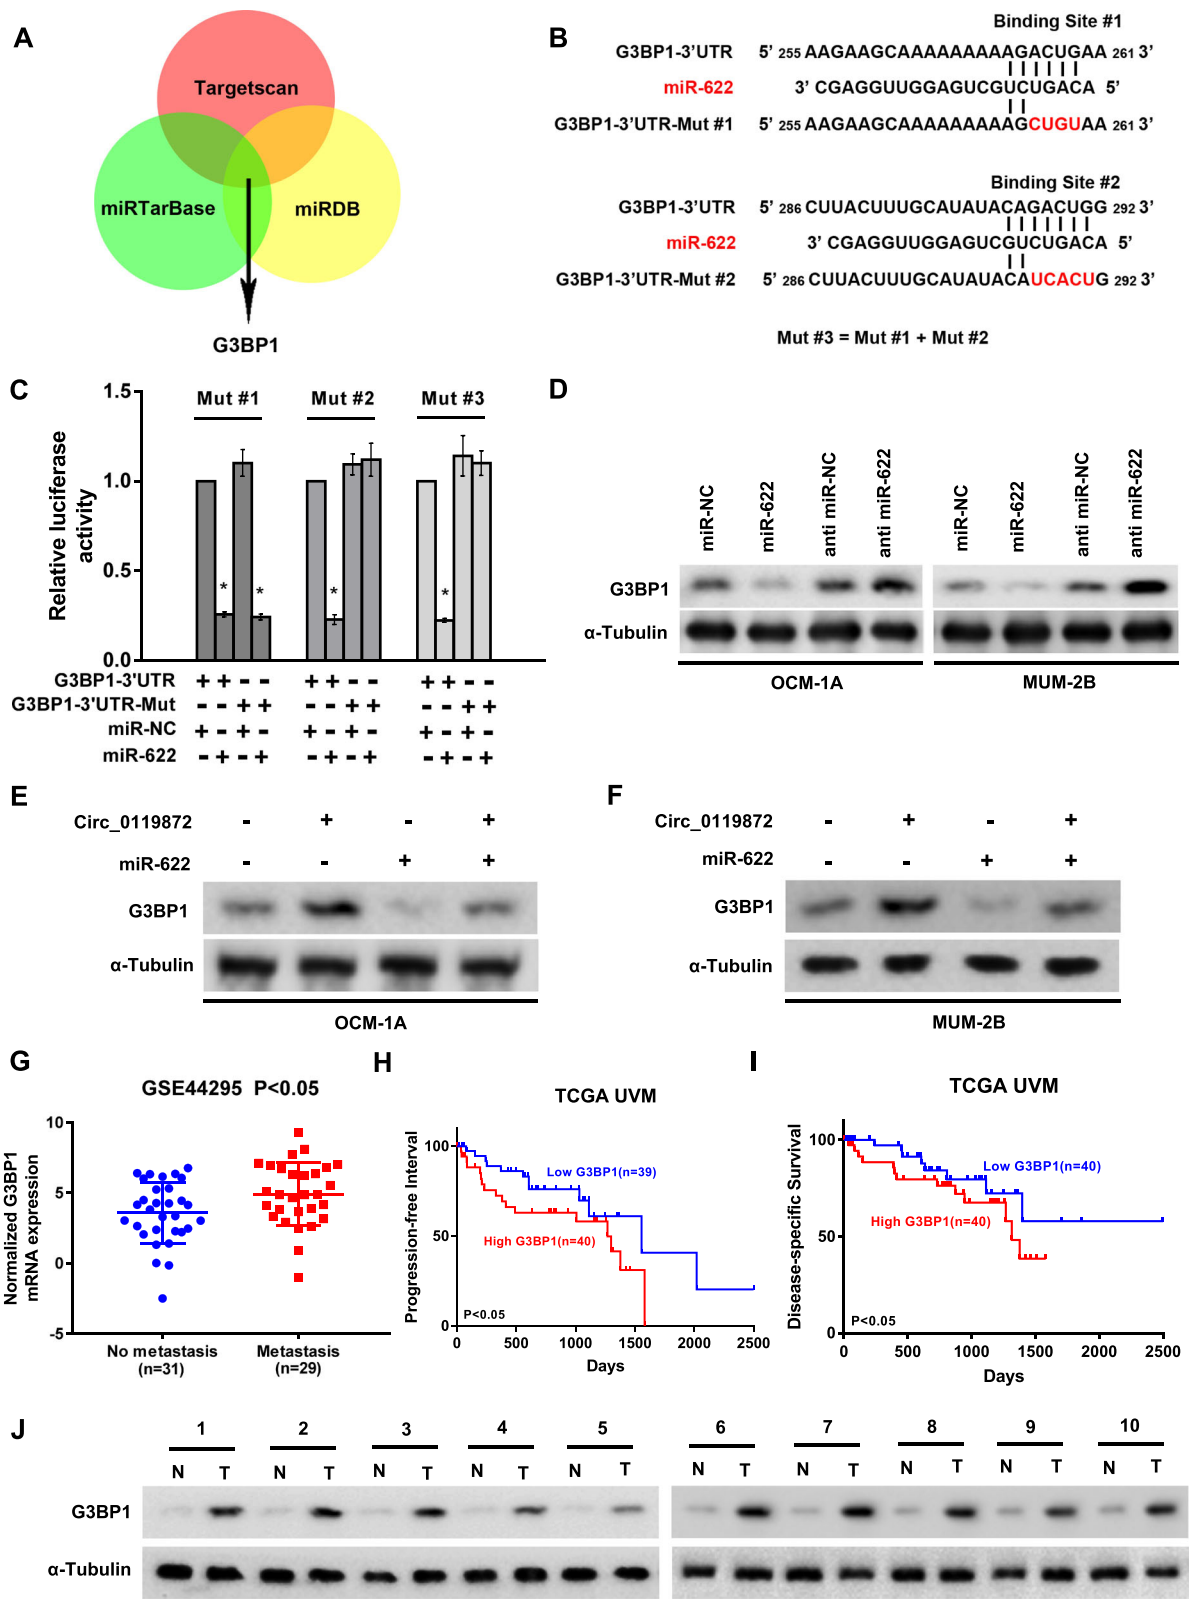 A
Targetscan
miRTarBase
miRDB
G3BP1
B
Binding Site #1
G3BP1-3'UTR 5' 255 AAGAAGCAAAAAAAAAGACUGAA 261 3'
miR-622 3' CGAGGUUGGAGUCGUCUGACA 5'
G3BP1-3'UTR-Mut #1 5' 255 AAGAAGCAAAAAAAAAGCUGUAA 261 3'
Binding Site #2
G3BP1-3'UTR 5' 286 CUUACUUUGCAUAUACAGACUGG 292 3'
miR-622 3' CGAGGUUGGAGUCGUCUGACA 5'
G3BP1-3'UTR-Mut #2 5' 286 CUUACUUUGCAUAUACAUCACUG 292 3'
Mut #3 = Mut #1 + Mut #2
C
Relative luciferase activity
1.5
1.0
0.5
0.0
Mut #1 Mut #2 Mut #3
* * * *
G3BP1-3'UTR + + - - + + - - + + - -
G3BP1-3'UTR-Mut - - + + - - + + - - + +
miR-NC + - + - + - + - + - + -
miR-622 - + - + - + - + - + - +
D
miR-NC miR-622 anti miR-NC anti miR-622 miR-NC miR-622 anti miR-NC anti miR-622
G3BP1
α-Tubulin
OCM-1A MUM-2B
E
Circ_0119872 - + - +
miR-622 - - + +
G3BP1
α-Tubulin
OCM-1A
F
Circ_0119872 - + - +
miR-622 - - + +
G3BP1
α-Tubulin
MUM-2B
G
GSE44295 P<0.05
Normalized G3BP1 mRNA expression
10
5
0
-5
No metastasis (n=31)
Metastasis (n=29)
H
TCGA UVM
Progression-free Interval
100
50
0
Low G3BP1(n=39)
High G3BP1(n=40)
P<0.05
0 500 1000 1500 2000 2500
Days
I
TCGA UVM
Disease-specific Survival
100
50
0
Low G3BP1(n=40)
High G3BP1(n=40)
P<0.05
0 500 1000 1500 2000 2500
Days
J
1 2 3 4 5 6 7 8 9 10
N T N T N T N T N T N T N T N T N T N T
G3BP1
α-Tubulin